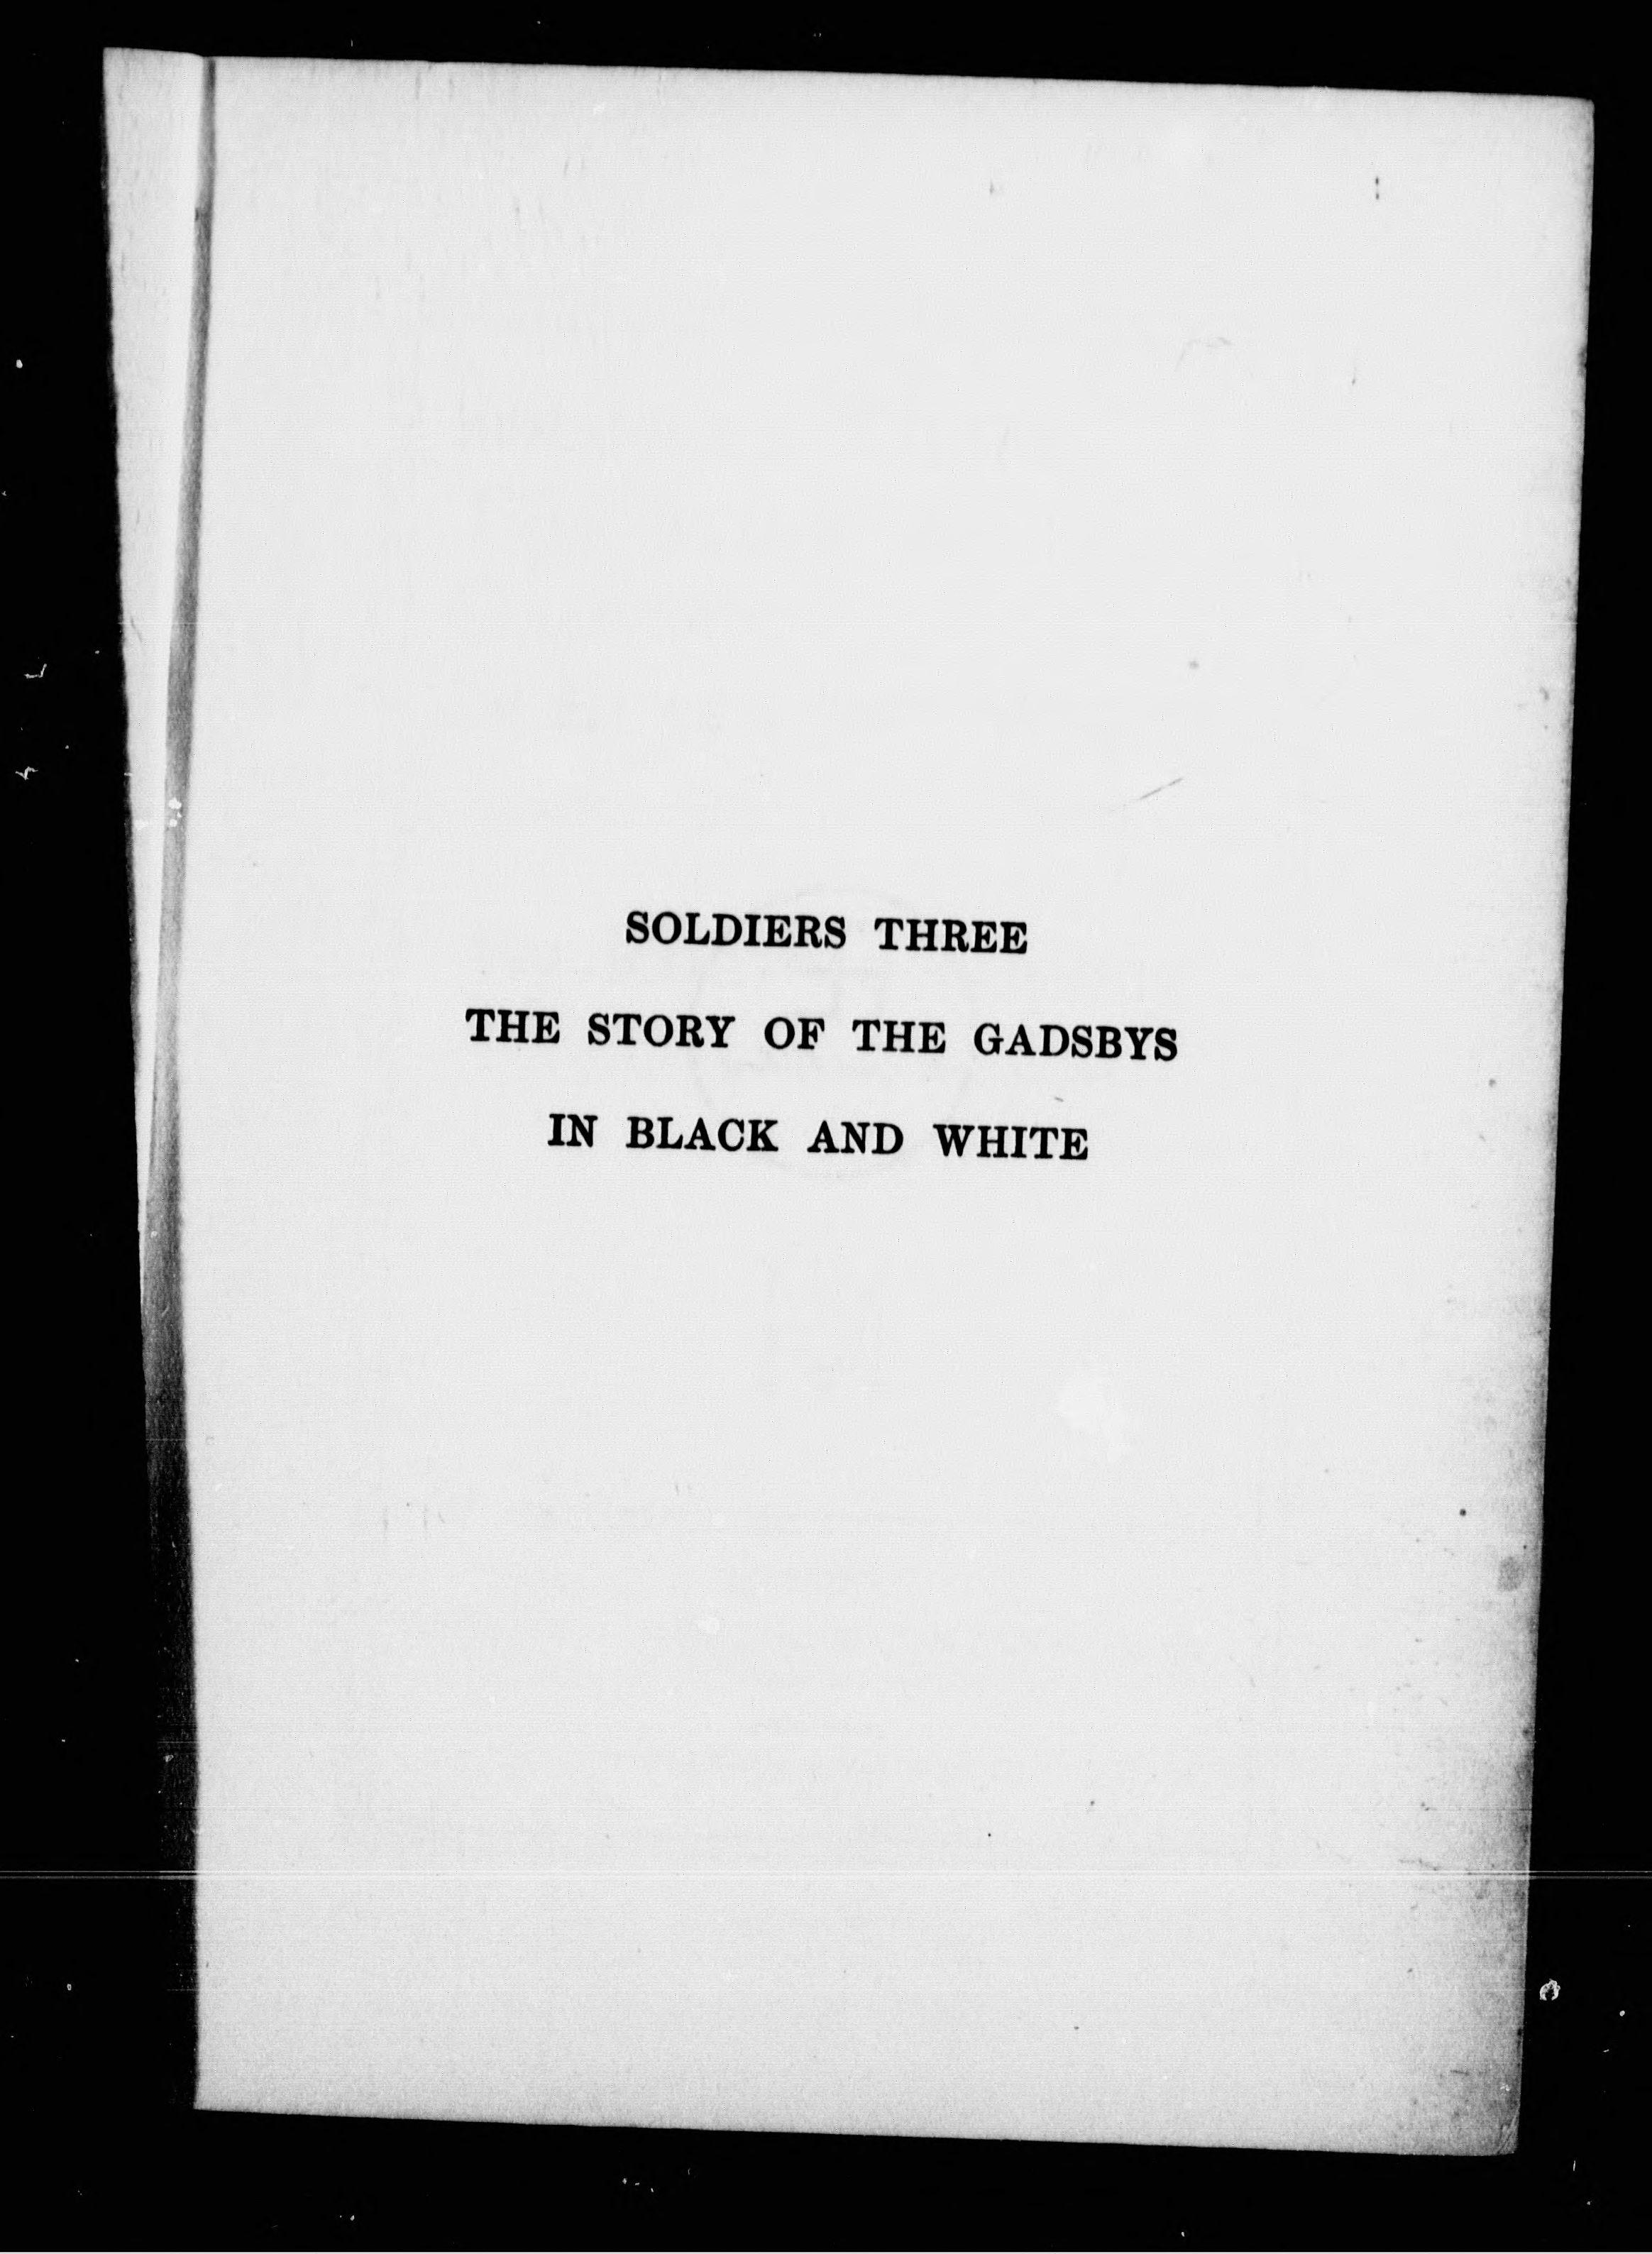 SOLDIERS THREE
THE STORY OF THE GADSBYS
IN BLACK AND WHITE